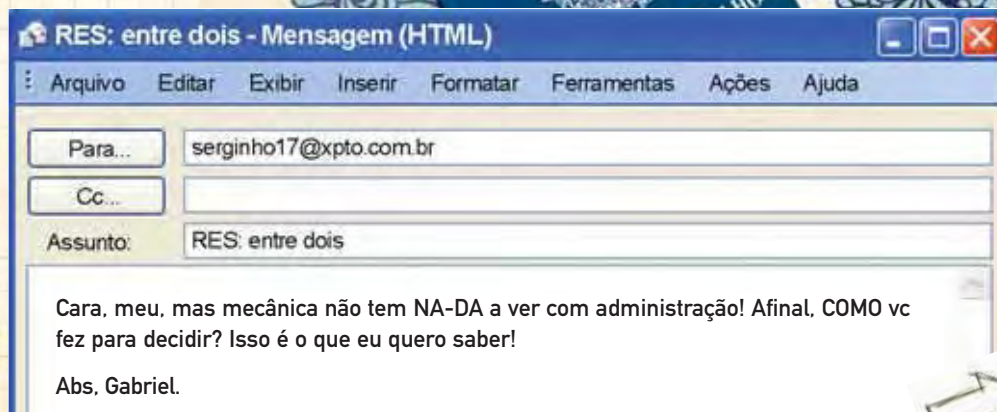 RES: entre dois - Mensagem (HTML)
Arquivo Editar Exibir Inserir Formatar Ferramentas Ações Ajuda
Para... serginho17@xpto.com.br
Cc...
Assunto: RES: entre dois
Cara, meu, mas mecânica não tem NA-DA a ver com administração! Afinal, COMO vc
fez para decidir? Isso é o que eu quero saber!
Abs, Gabriel.